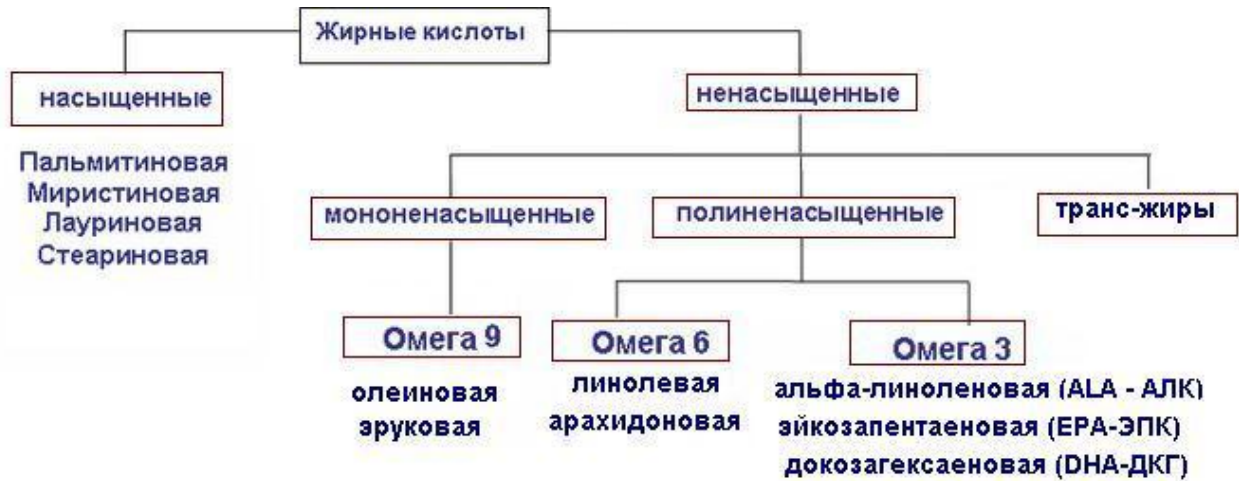 Жирные кислоты
насыщенные
ненасыщенные
Пальмитиновая
Миристиновая
Лауриновая
Стеариновая
мононенасыщенные
полиненасыщенные
транс-жиры
Омега 9
Омега 6
Омега 3
олеиновая
эруковая
линолевая
арахидоновая
альфа-линоленовая (ALA - АЛК)
эйкозапентаеновая (EPA-ЭПК)
докозагексаеновая (DHA-ДКГ)